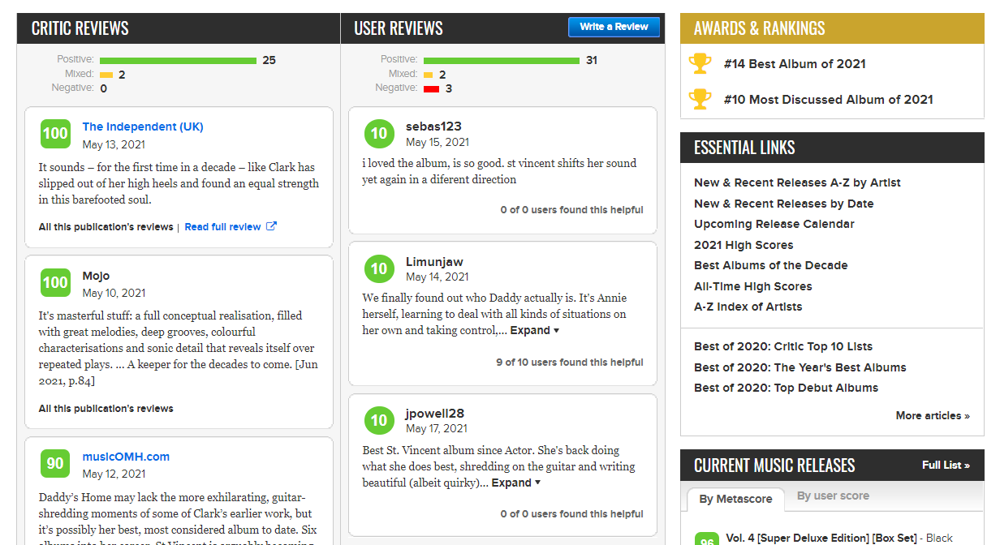 CRITIC REVIEWS
Positive: 25
Mixed: 2
Negative: 0
100 The Independent (UK)
May 13, 2021
It sounds – for the first time in a decade – like Clark has
slipped out of her high heels and found an equal strength
in this barefooted soul.
All this publication's reviews | Read full review
100 Mojo
May 10, 2021
It's masterful stuff: a full conceptual realisation, filled
with great melodies, deep grooves, colourful
characterisations and sonic detail that reveals itself over
repeated plays. ... A keeper for the decades to come. [Jun
2021, p.84]
All this publication's reviews
90 musicOMH.com
May 12, 2021
Daddy's Home may lack the more exhilarating, guitar-
shredding moments of some of Clark's earlier work, but
it's possibly her best, most considered album to date. Six
albums into her career, St Vincent is arguably becoming
USER REVIEWS
Write a Review
Positive: 31
Mixed: 2
Negative: 3
10 sebas123
May 15, 2021
i loved the album, is so good. st vincent shifts her sound
yet again in a diferent direction
0 of 0 users found this helpful
10 Limunjaw
May 14, 2021
We finally found out who Daddy actually is. It's Annie
herself, learning to deal with all kinds of situations on
her own and taking control,... Expand ▾
9 of 10 users found this helpful
10 jpowell28
May 17, 2021
Best St. Vincent album since Actor. She's back doing
what she does best, shredding on the guitar and writing
beautiful (albeit quirky)... Expand ▾
0 of 0 users found this helpful
AWARDS & RANKINGS
#14 Best Album of 2021
#10 Most Discussed Album of 2021
ESSENTIAL LINKS
New & Recent Releases A-Z by Artist
New & Recent Releases by Date
Upcoming Release Calendar
2021 High Scores
Best Albums of the Decade
All-Time High Scores
A-Z Index of Artists
Best of 2020: Critic Top 10 Lists
Best of 2020: The Year's Best Albums
Best of 2020: Top Debut Albums
More articles »
CURRENT MUSIC RELEASES
Full List »
By Metascore By user score
96 Vol. 4 [Super Deluxe Edition] [Box Set] - Black